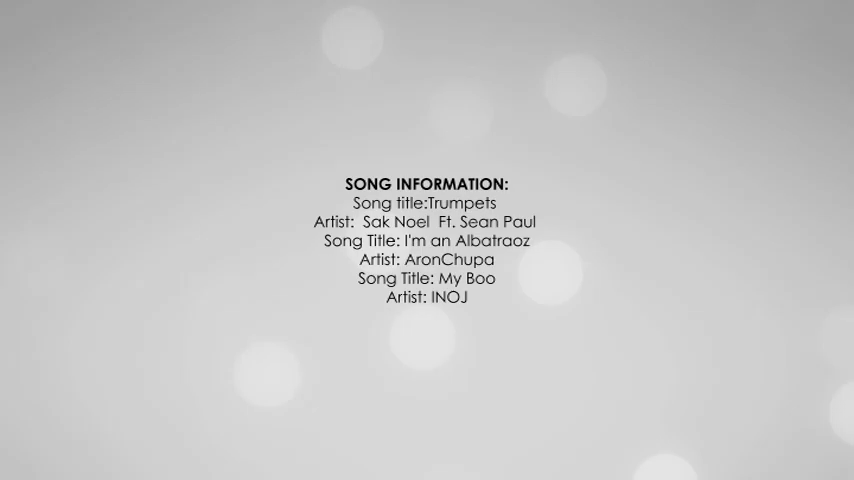 SONG INFORMATION:
Song title:Trumpets
Artist:  Sak Noel  Ft. Sean Paul
Song Title: I'm an Albatraoz
Artist: AronChupa
Song Title: My Boo
Artist: INOJ